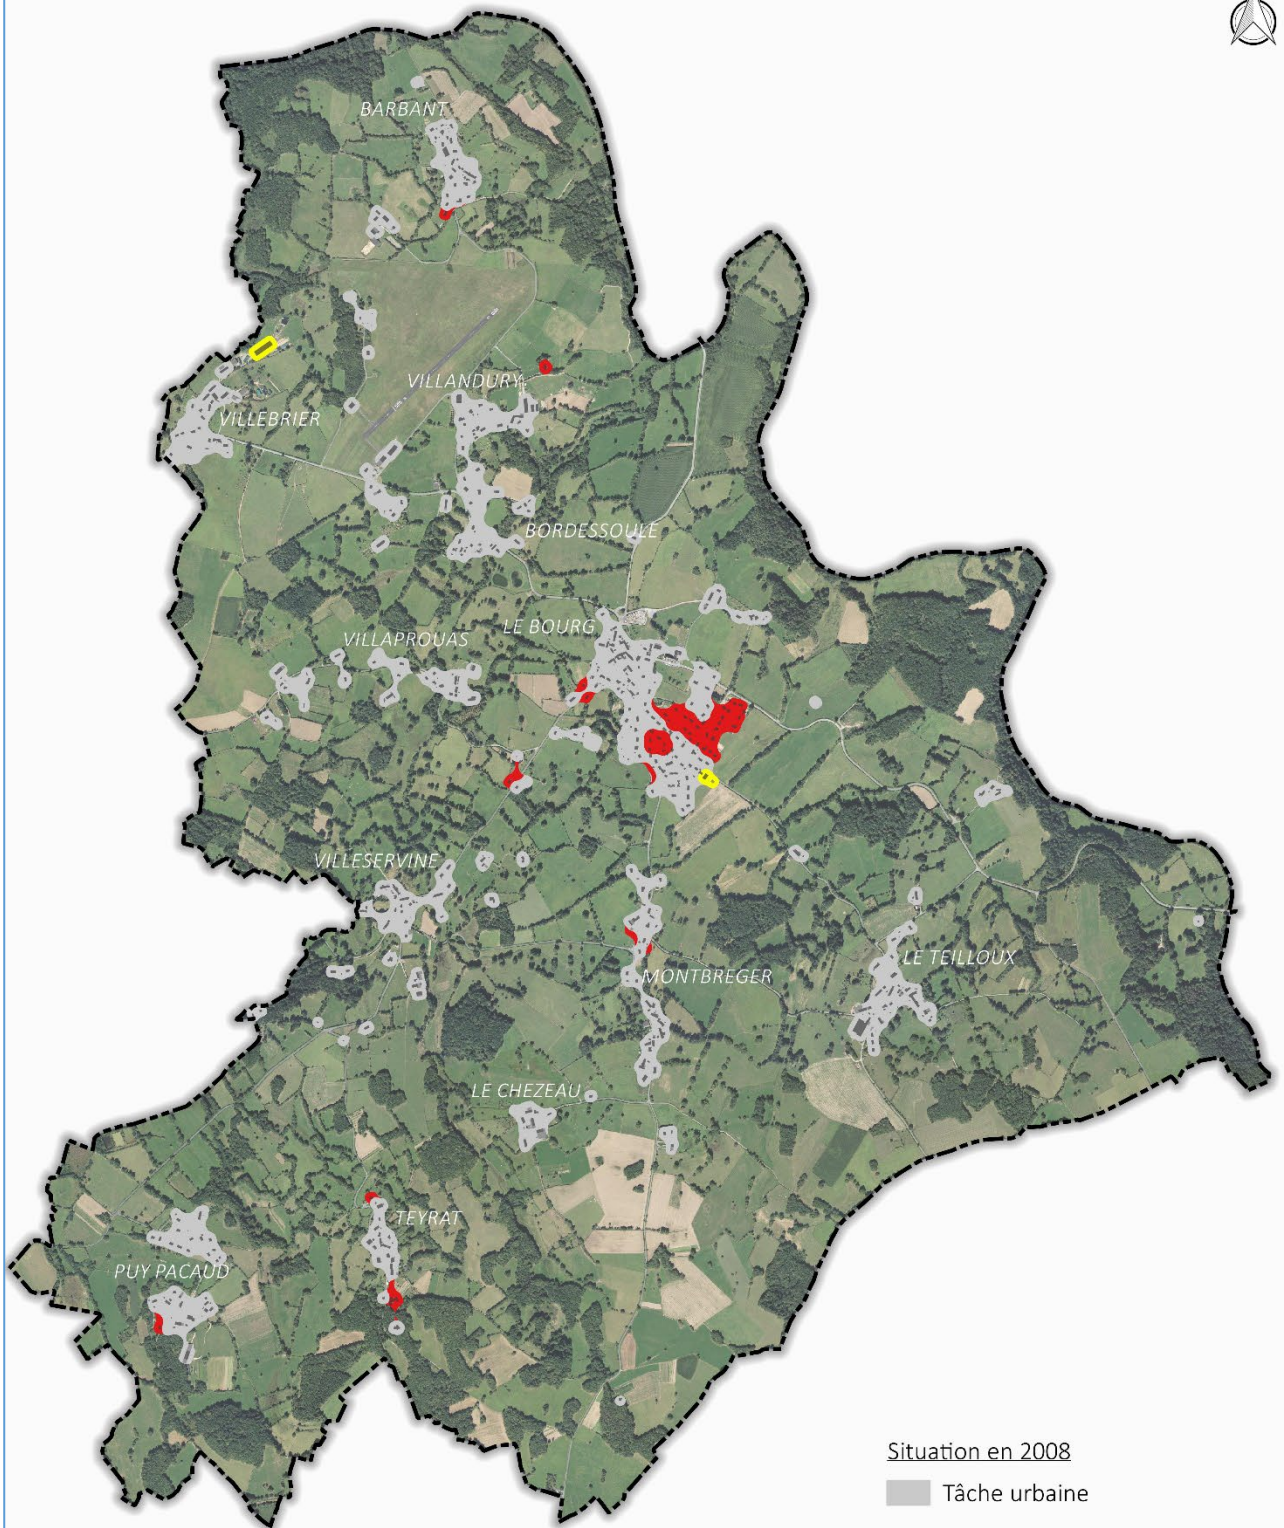 BARBANT
VILLANDURY
VILLEBRIER
BORDESSOULE
LE BOURG
VILLAPROUAS
VILLESERVINE
LE TEILLOUX
MONTBREGER
LE CHEZEAU
TEYRAT
PUY PACAUD
Situation en 2008
Tâche urbaine